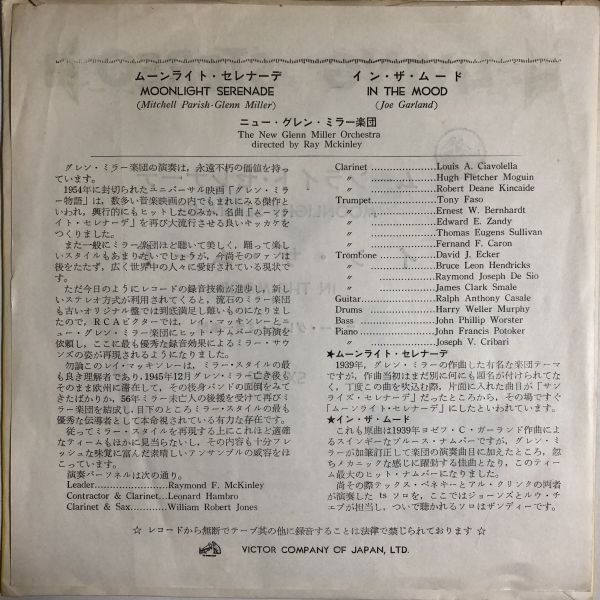 ムーンライト・セレナーデ
MOONLIGHT SERENADE
(Mitchell Parish-Glenn Miller)
イン・ザ・ムード
IN THE MOOD
(Joe Garland)
ニュー・グレン・ミラー楽団
The New Glenn Miller Orchestra
directed by Ray Mckinley
グレン・ミラー楽団の演奏は、永遠不朽の価値を持っ
ています。
1954年に封切られたユニバーサル映画「グレン・ミラ
ー物語」は、数多い音楽映画の内でもまれにみる傑作と
いわれ、興行的にもヒットしたのみか、名曲「ムーンラ
イト・セレナーデ」を再び大流行させる良いキッカケを
つくりました。
また一般にミラー楽団ほど聴いて美しく、踊って楽し
いスタイルもあまりないでしょうが、今尚そのファンは
後をたたず、広く世界中の人々に愛好されている現状で
す。
ただ今日のようにレコードの録音技術が進歩し、新し
いステレオ方式が利用されてくると、流石のミラー楽団
も古いオリジナル盤では到底満足し難いものになりまし
たので、RCAビクターでは、レイ・マッキンレーとニ
ュー・グレン・ミラー楽団にヒット・ナムバーの再演を
依頼し、ここに最も優秀な録音効果によるミラー・サウ
ンズの姿が再現されるようになりました。
勿論このレイ・マッキンレーは、ミラー・スタイルの最
も良き理解者であり、1945年12月グレン・ミラー亡き後も
そのまま欧州に滞在して、その後身バンドの面倒をみて
きたばかりか、56年ミラー未亡人の後援を受けて再びミ
ラー楽団を結成し、目下のところミラー・スタイルの最も
優秀な伝導者として本命視されている有力な存在です。
従ってミラー・スタイルを再現する上にこれほど適確
なティームもほかに見当らないし、その内容も十分フレ
ッシュな味覚に富んだ素晴しいアンサンブルの威容をほ
こっています。
演奏パーソネルは次の通り。
Leader..................Raymond F. McKinley
Contractor & Clarinet...Leonard Hambro
Clarinet & Sax............William Robert Jones
Clarinet .....................Louis A. Ciavolella
〃 .....................Hugh Fletcher Moguin
〃 .....................Robert Deane Kincaide
Trumpet.....................Tony Faso
〃 .....................Ernest W. Bernhardt
〃 .....................Edward E. Zandy
〃 .....................Thomas Eugens Sullivan
〃 .....................Fernand F. Caron
Tromtone ..................David J. Ecker
〃 .....................Bruce Leon Hendricks
〃 .....................Raymond Joseph De Sio
〃 .....................James Clark Smale
Guitar........................Ralph Anthony Casale
Drums .....................Harry Weller Murphy
Bass ........................John Phillip Worster
Piano ........................John Francis Potoker
〃 .....................Joseph V. Cribari
★ムーンライト・セレナーデ
1939年、グレン・ミラーの作曲した有名な楽団テーマ
ですが、作曲当初はまだ別に何にも題名が付けられてな
く、丁度この曲を吹込む際、片面に入れた曲目が「サン
ライズ・セレナーデ」だったところから、その場ですぐ
「ムーンライト・セレナーデ」にしたといわれています。
★イン・ザ・ムード
これも原曲は1939年ヨゼフ・C・ガーランド作曲によ
るスインギーなブルース・ナムバーですが、グレン・ミラ
ーが加筆訂正して楽団の演奏曲目に加えたところ、忽
ちメカニックな感じに躍動する佳曲となり、このティー
ム最大のヒット・ナムバーになりました。
尚その際テックス・ベネキーとアル・クリンクの両者
が演奏した ts ソロを、ここではジョーンズとルウ・チ
ェブが担当し、ついで聴かれるソロはザンディーです。
☆ レコードから無断でテープ其の他に録音することは法律で禁じられております ☆
VICTOR COMPANY OF JAPAN, LTD.